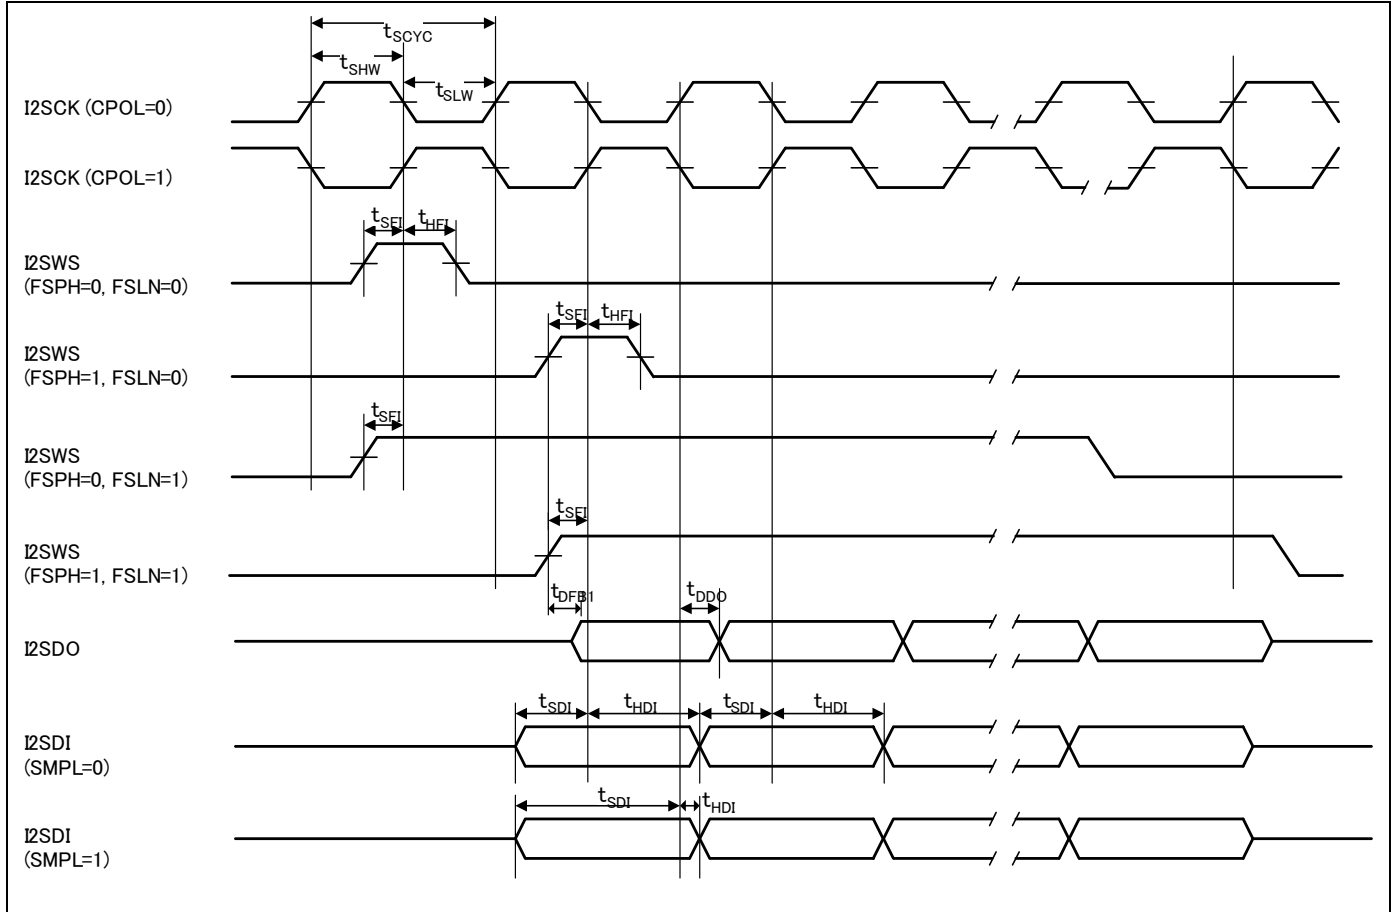 tSCYC
tSHW
tSLW
I2SCK (CPOL=0)
I2SCK (CPOL=1)
tSFI tHFI
I2SWS
(FSPH=0, FSLN=0)
tSFI tHFI
I2SWS
(FSPH=1, FSLN=0)
tSFI
I2SWS
(FSPH=0, FSLN=1)
tSFI
I2SWS
(FSPH=1, FSLN=1)
tDFB1 tDDO
I2SDO
tSDI tHDI tSDI tHDI
I2SDI
(SMPL=0)
tSDI tHDI
I2SDI
(SMPL=1)